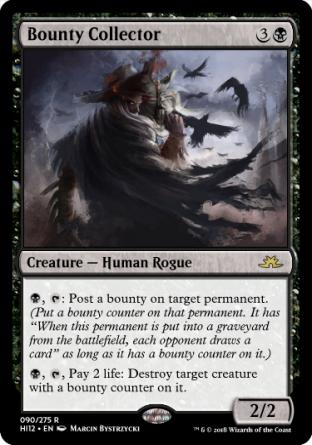 Bounty Collector 3
Creature — Human Rogue
, : Post a bounty on target permanent.
(Put a bounty counter on that permanent. It has
“When this permanent is put into a graveyard
from the battlefield, each opponent draws a
card” as long as it has a bounty counter on it.)
, , Pay 2 life: Destroy target creature
with a bounty counter on it.
2/2
090/275 R
HI12 • EN Marcin Bystrzycki
™ & © 2018 Wizards of the Coast